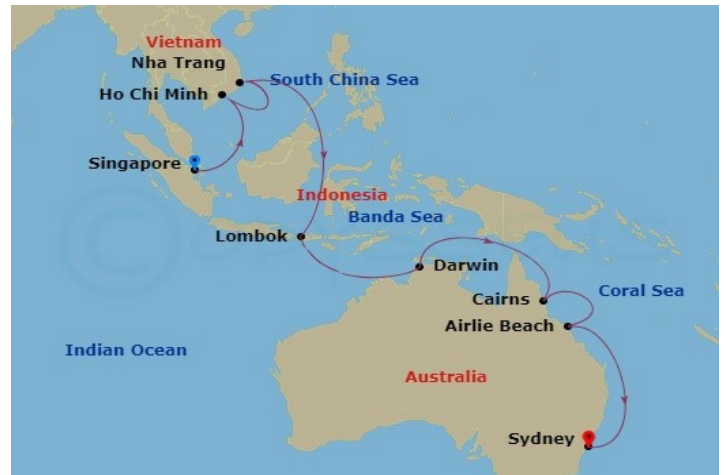 Vietnam
Nha Trang
South China Sea
Ho Chi Minh
Singapore
Indonesia
Banda Sea
Lombok
Darwin
Cairns
Coral Sea
Airlie Beach
Indian Ocean
Australia
Sydney